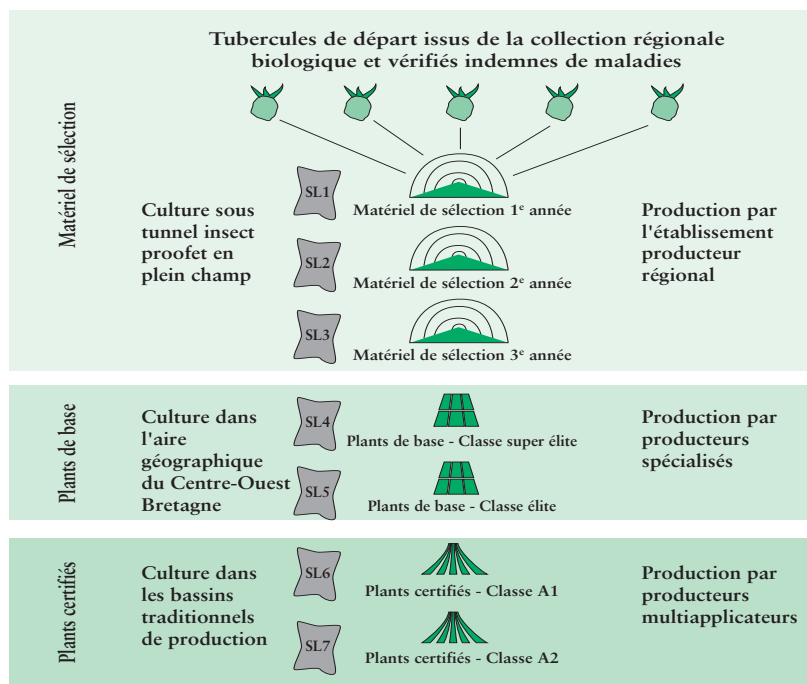 Tubercules de départ issus de la collection régionale
biologique et vérifiés indemnes de maladies
Matériel de sélection
SL1
Matériel de sélection 1e année
Culture sous
tunnel insect
proofet en
plein champ
Production par
l'établissement
producteur
régional
SL2
Matériel de sélection 2e année
SL3
Matériel de sélection 3e année
Plants de base
Culture dans
l'aire
géographique
du Centre-Ouest
Bretagne
SL4
Plants de base - Classe super élite
SL5
Plants de base - Classe élite
Production par
producteurs
spécialisés
Plants certifiés
Culture dans
les bassins
traditionnels
de production
SL6
Plants certifiés - Classe A1
SL7
Plants certifiés - Classe A2
Production par
producteurs
multiapplicateurs